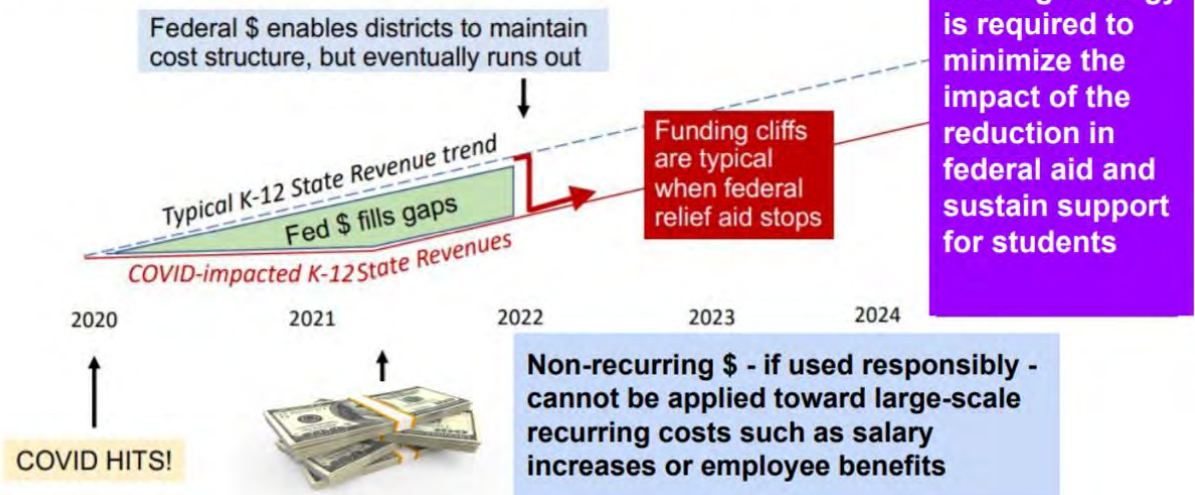 Federal $ enables districts to maintain
cost structure, but eventually runs out
is required to
minimize the
impact of the
reduction in
federal aid and
sustain support
for students
Funding cliffs
are typical
when federal
relief aid stops
Typical K-12 State Revenue trend
Fed $ fills gaps
COVID-impacted K-12 State Revenues
2020
2021
2022
2023
2024
COVID HITS!
Non-recurring $ - if used responsibly -
cannot be applied toward large-scale
recurring costs such as salary
increases or employee benefits